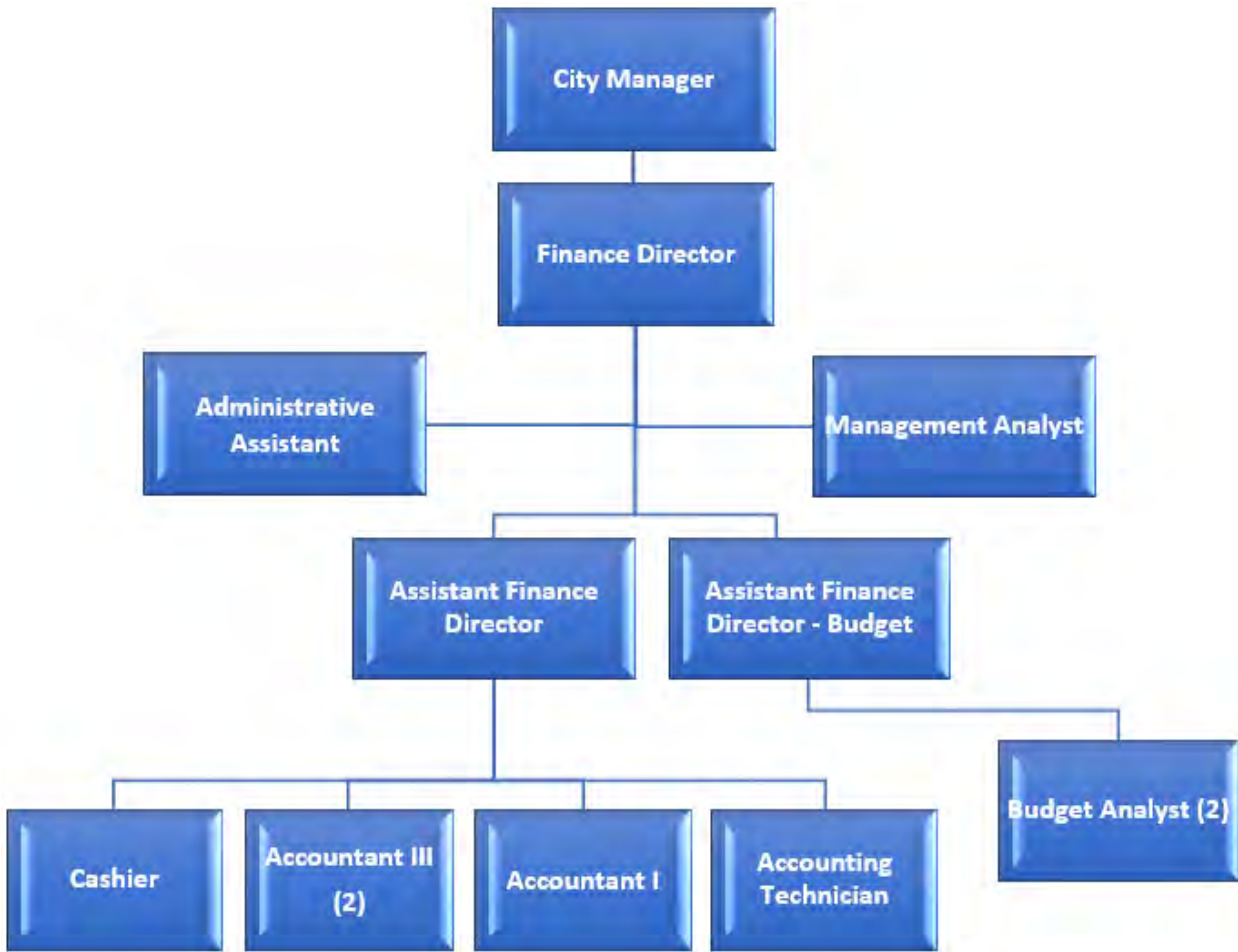 City Manager
Finance Director
Administrative
Assistant
Management Analyst
Assistant Finance
Director
Assistant Finance
Director - Budget
Budget Analyst (2)
Cashier
Accountant III
(2)
Accountant I
Accounting
Technician